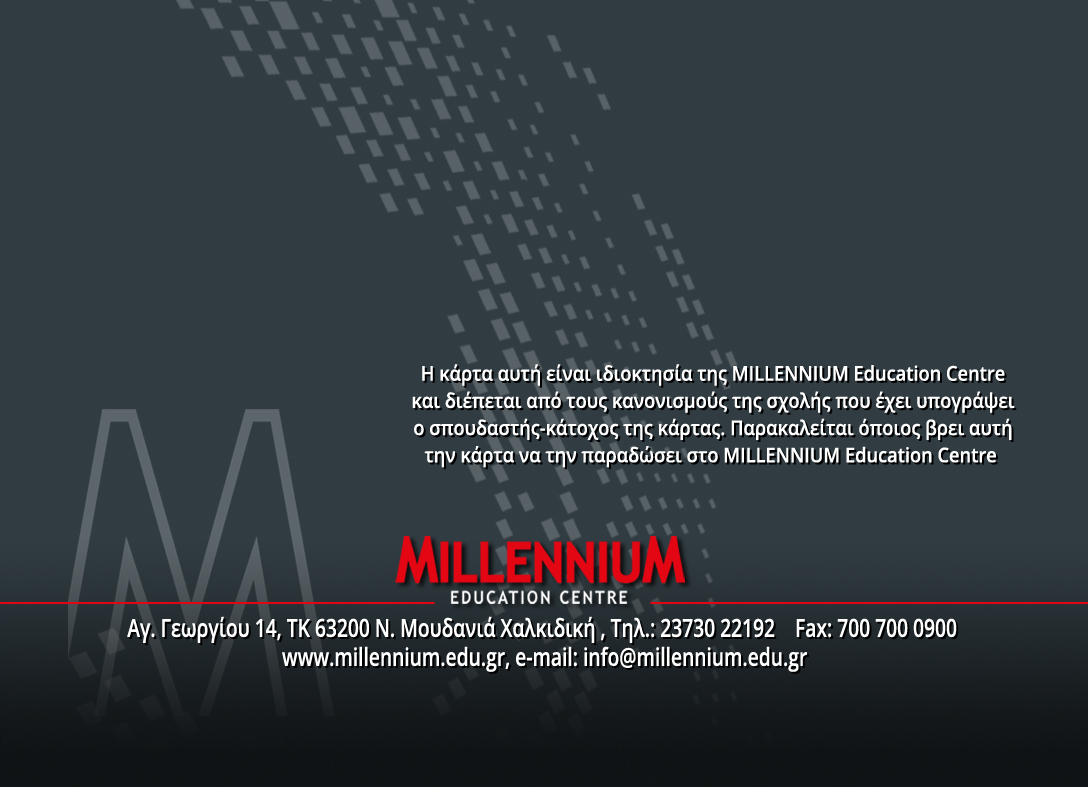 Η κάρτα αυτή είναι ιδιοκτησία της MILLENNIUM Education Centre
και διέπεται από τους κανονισμούς της σχολής που έχει υπογράψει
ο σπουδαστής-κάτοχος της κάρτας. Παρακαλείται όποιος βρει αυτή
την κάρτα να την παραδώσει στο MILLENNIUM Education Centre
MILLENNIUM
EDUCATION CENTRE
Αγ. Γεωργίου 14, ΤΚ 63200 Ν. Μουδανιά Χαλκιδική , Τηλ.: 23730 22192 Fax: 700 700 0900
www.millennium.edu.gr, e-mail: info@millennium.edu.gr
M